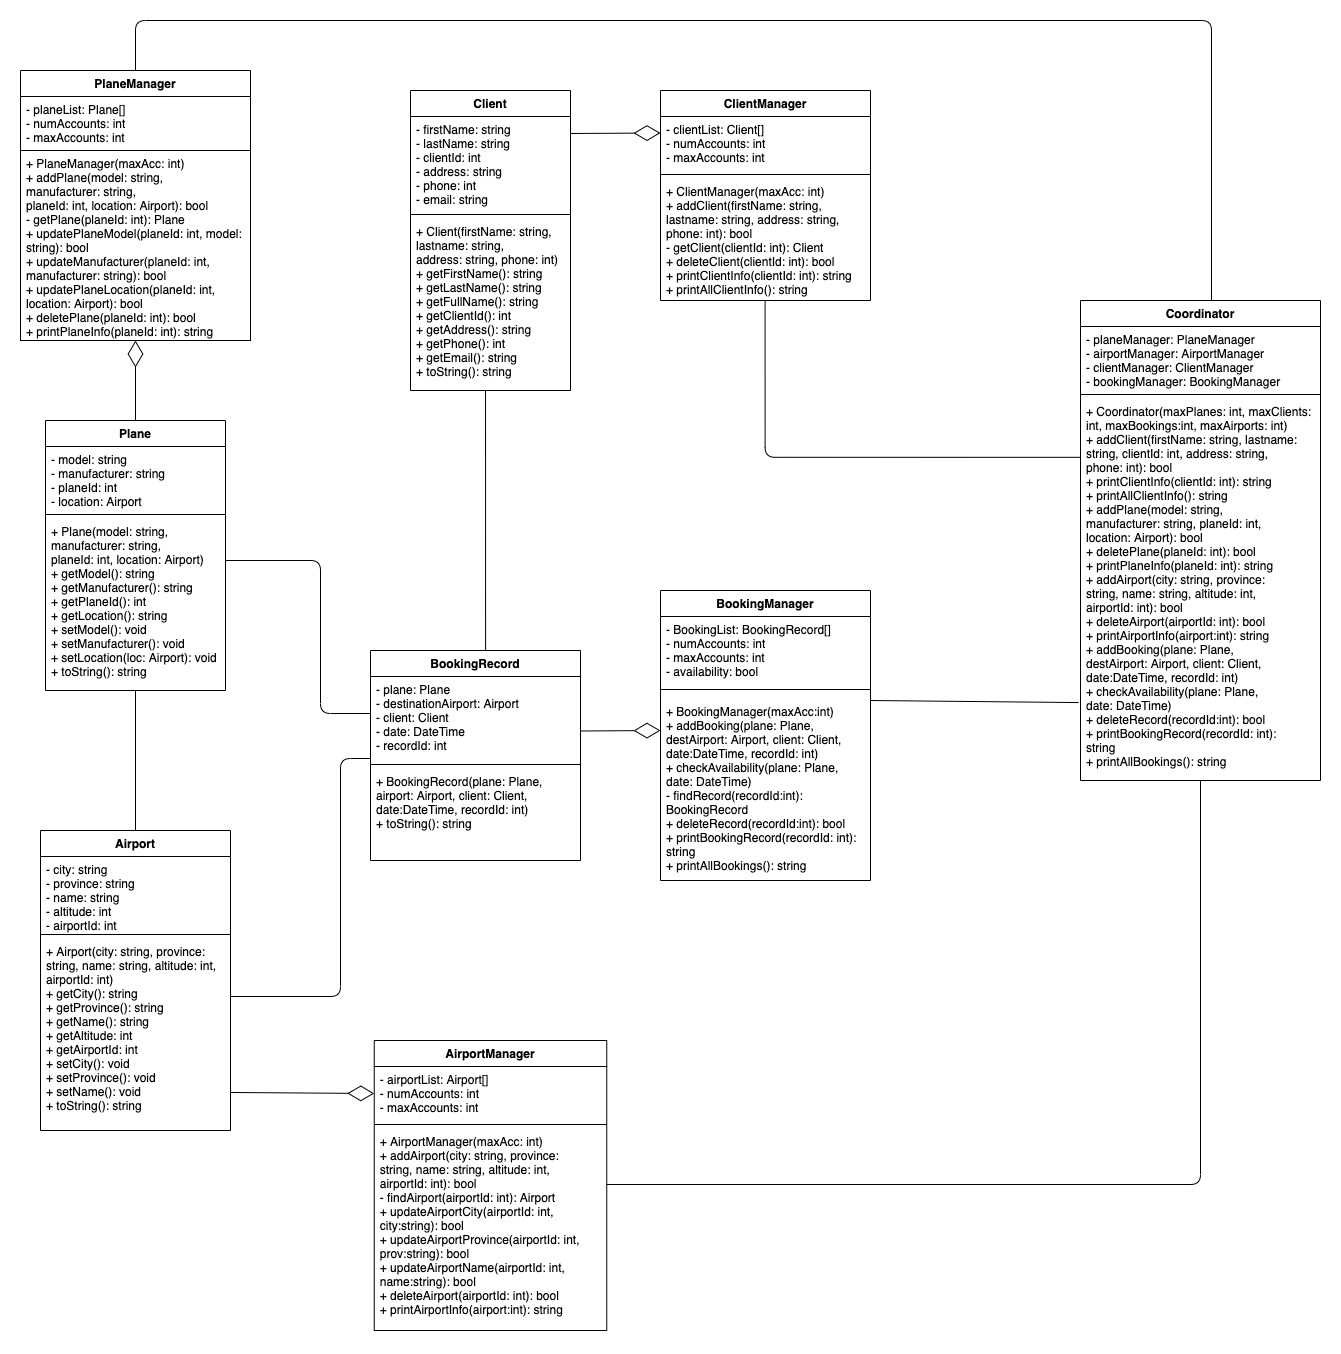 PlaneManager
- planeList: Plane[]
- numAccounts: int
- maxAccounts: int
+ PlaneManager(maxAcc: int)
+ addPlane(model: string,
manufacturer: string,
planeId: int, location: Airport): bool
- getPlane(planeId: int): Plane
+ updatePlaneModel(planeId: int, model:
string): bool
+ updateManufacturer(planeId: int,
manufacturer: string): bool
+ updatePlaneLocation(planeId: int,
location: Airport): bool
+ deletePlane(planeId: int): bool
+ printPlaneInfo(planeId: int): string
Client
- firstName: string
- lastName: string
- clientId: int
- address: string
- phone: int
- email: string
+ Client(firstName: string,
lastname: string,
address: string, phone: int)
+ getFirstName(): string
+ getLastName(): string
+ getFullName(): string
+ getClientId(): int
+ getAddress(): string
+ getPhone(): int
+ getEmail(): string
+ toString(): string
ClientManager
- clientList: Client[]
- numAccounts: int
- maxAccounts: int
+ ClientManager(maxAcc: int)
+ addClient(firstName: string,
lastname: string, address: string,
phone: int): bool
- getClient(clientId: int): Client
+ deleteClient(clientId: int): bool
+ printClientInfo(clientId: int): string
+ printAllClientInfo(): string
Coordinator
- planeManager: PlaneManager
- airportManager: AirportManager
- clientManager: ClientManager
- bookingManager: BookingManager
+ Coordinator(maxPlanes: int, maxClients:
int, maxBookings:int, maxAirports: int)
+ addClient(firstName: string, lastname:
string, clientId: int, address: string,
phone: int): bool
+ printClientInfo(clientId: int): string
+ printAllClientInfo(): string
+ addPlane(model: string,
manufacturer: string, planeId: int,
location: Airport): bool
+ deletePlane(planeId: int): bool
+ printPlaneInfo(planeId: int): string
+ addAirport(city: string, province:
string, name: string, altitude: int,
airportId: int): bool
+ deleteAirport(airportId: int): bool
+ printAirportInfo(airport:int): string
+ addBooking(plane: Plane,
destAirport: Airport, client: Client,
date:DateTime, recordId: int)
+ checkAvailability(plane: Plane,
date: DateTime)
+ deleteRecord(recordId:int): bool
+ printBookingRecord(recordId: int):
string
+ printAllBookings(): string
Plane
- model: string
- manufacturer: string
- planeId: int
- location: Airport
+ Plane(model: string,
manufacturer: string,
planeId: int, location: Airport)
+ getModel(): string
+ getManufacturer(): string
+ getPlaneId(): int
+ getLocation(): string
+ setModel(): void
+ setManufacturer(): void
+ setLocation(loc: Airport): void
+ toString(): string
BookingRecord
- plane: Plane
- destinationAirport: Airport
- client: Client
- date: DateTime
- recordId: int
+ BookingRecord(plane: Plane,
airport: Airport, client: Client,
date:DateTime, recordId: int)
+ toString(): string
BookingManager
- BookingList: BookingRecord[]
- numAccounts: int
- maxAccounts: int
- availability: bool
+ BookingManager(maxAcc:int)
+ addBooking(plane: Plane,
destAirport: Airport, client: Client,
date:DateTime, recordId: int)
+ checkAvailability(plane: Plane,
date: DateTime)
- findRecord(recordId:int):
BookingRecord
+ deleteRecord(recordId:int): bool
+ printBookingRecord(recordId: int):
string
+ printAllBookings(): string
Airport
- city: string
- province: string
- name: string
- altitude: int
- airportId: int
+ Airport(city: string, province:
string, name: string, altitude: int,
airportId: int)
+ getCity(): string
+ getProvince(): string
+ getName(): string
+ getAltitude: int
+ getAirportId: int
+ setCity(): void
+ setProvince(): void
+ setName(): void
+ toString(): string
AirportManager
- airportList: Airport[]
- numAccounts: int
- maxAccounts: int
+ AirportManager(maxAcc: int)
+ addAirport(city: string, province:
string, name: string, altitude: int,
airportId: int): bool
- findAirport(airportId: int): Airport
+ updateAirportCity(airportId: int,
city:string): bool
+ updateAirportProvince(airportId: int,
prov:string): bool
+ updateAirportName(airportId: int,
name:string): bool
+ deleteAirport(airportId: int): bool
+ printAirportInfo(airport:int): string